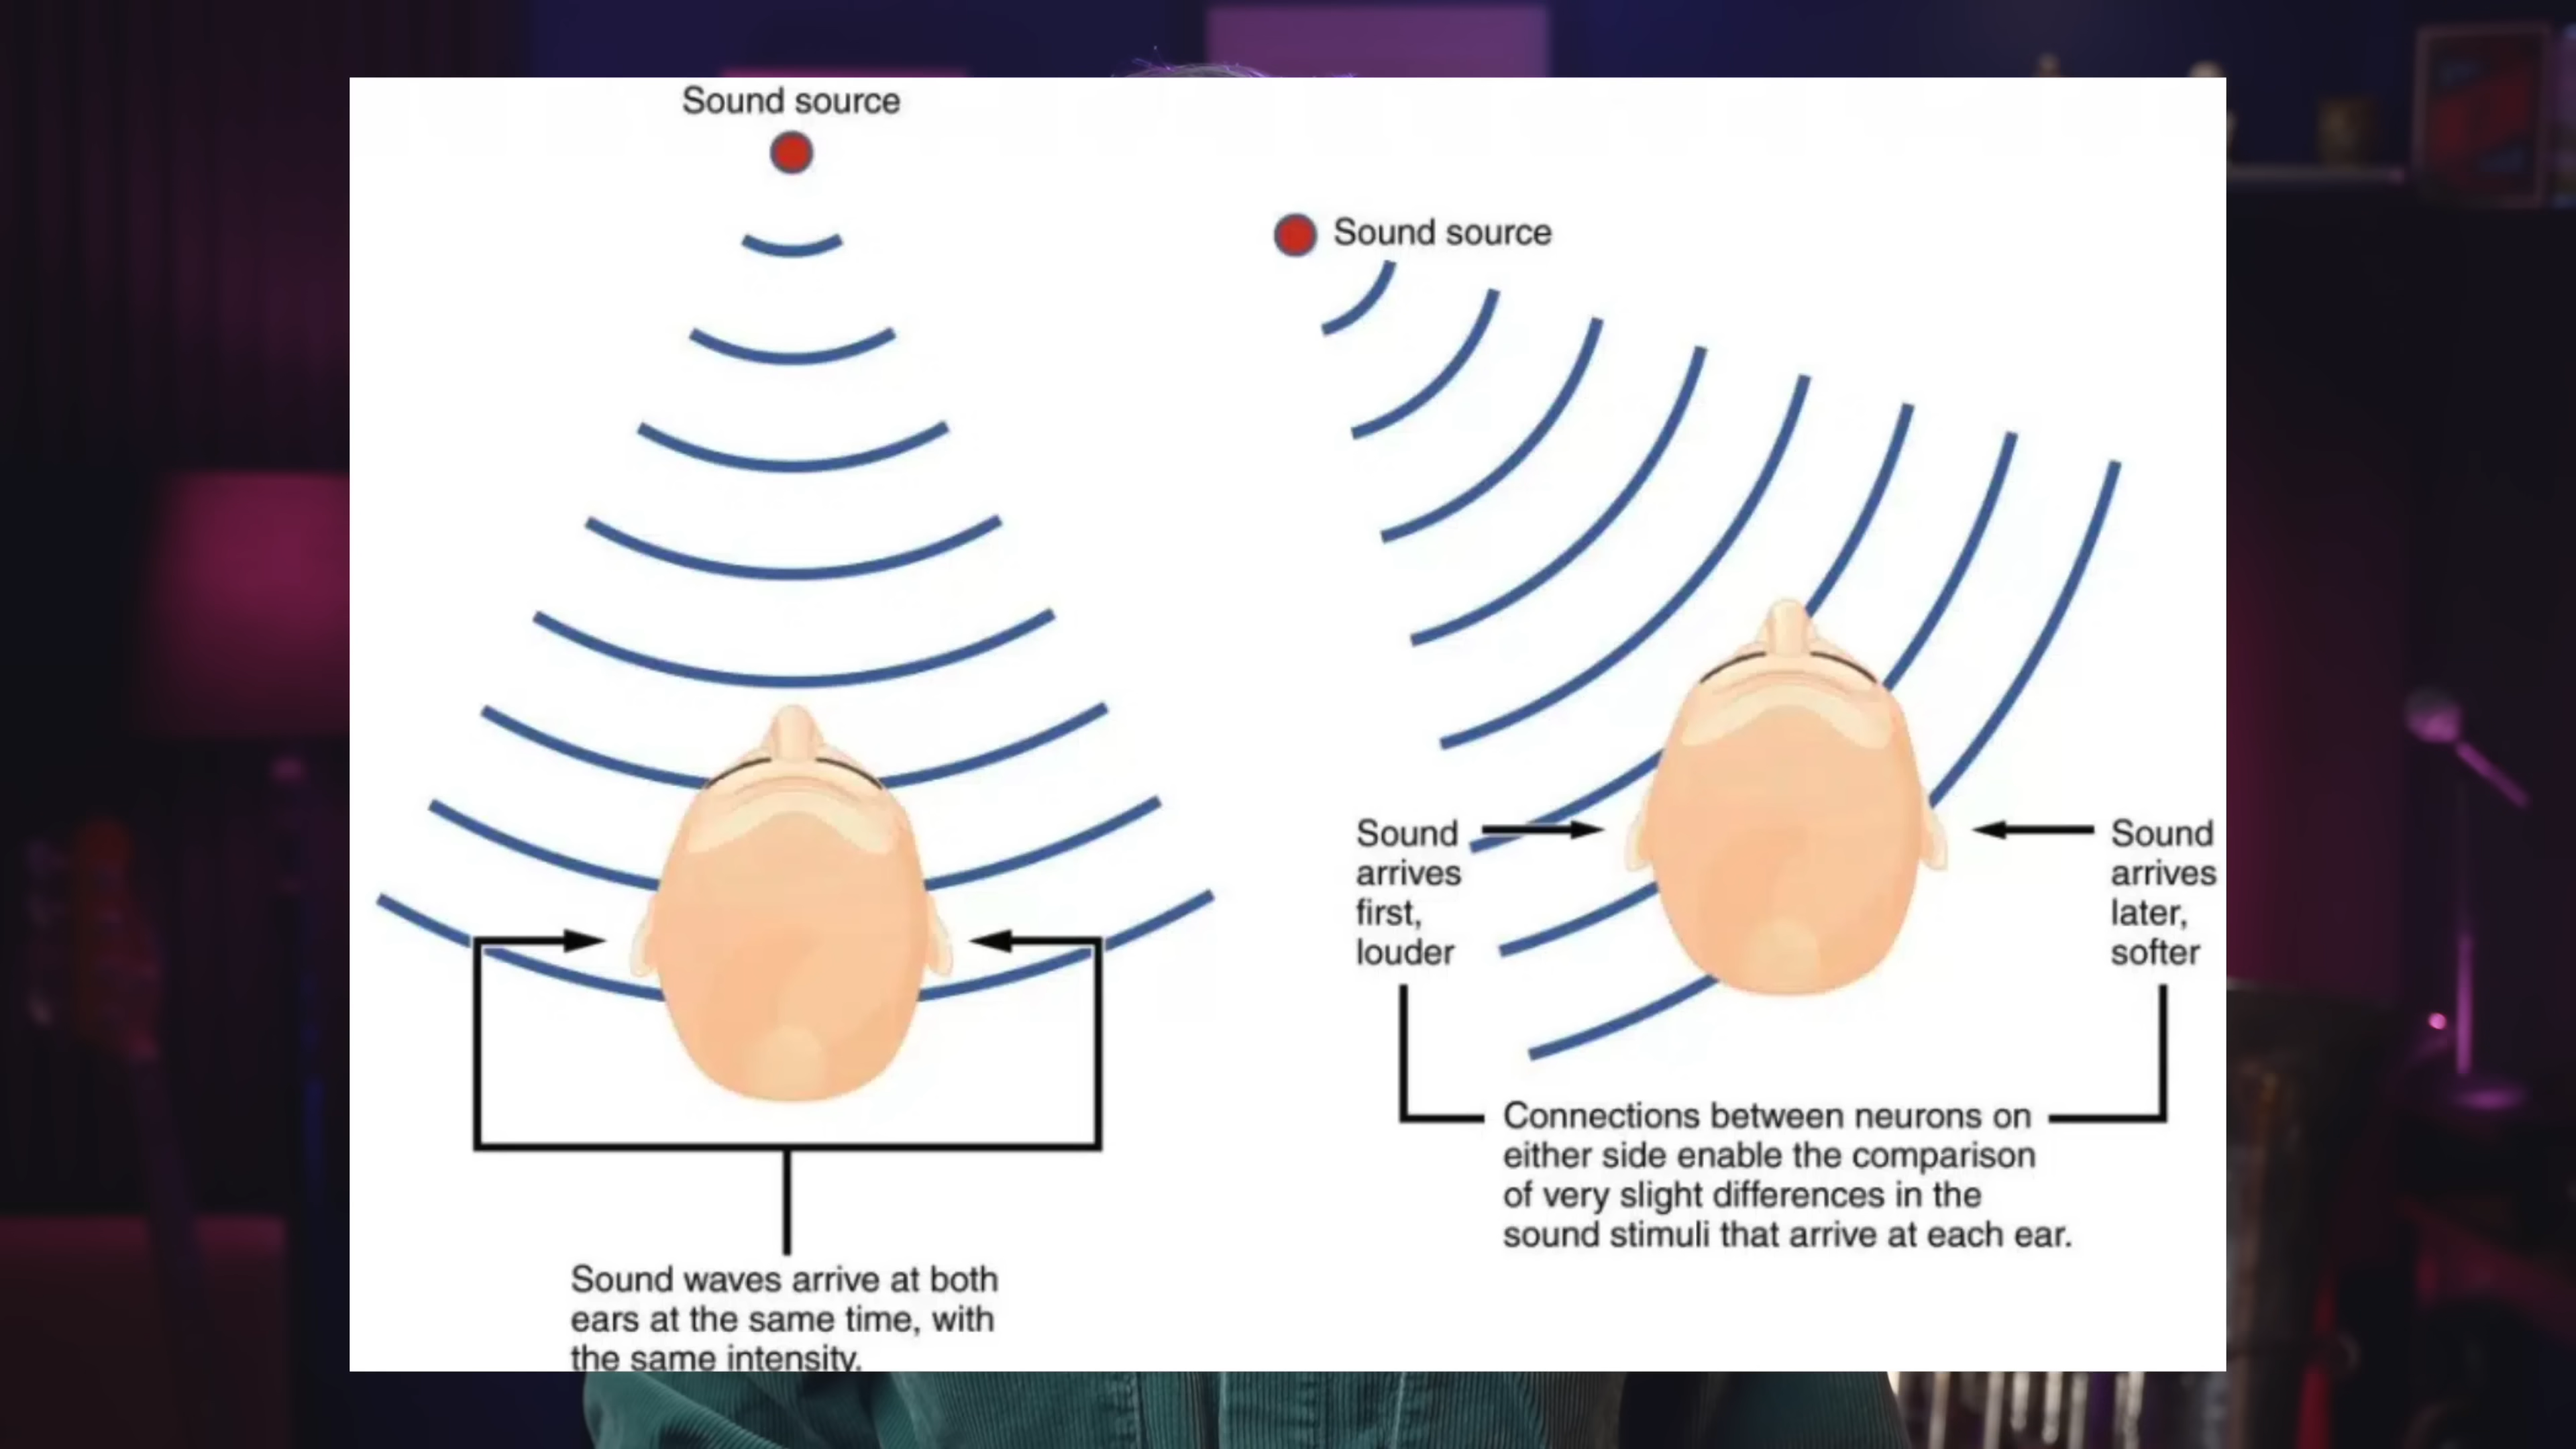 Sound source
Sound source
Sound
arrives
first,
louder
Sound
arrives
later,
softer
Connections between neurons on
either side enable the comparison
of very slight differences in the
sound stimuli that arrive at each ear.
Sound waves arrive at both
ears at the same time, with
the same intensity.